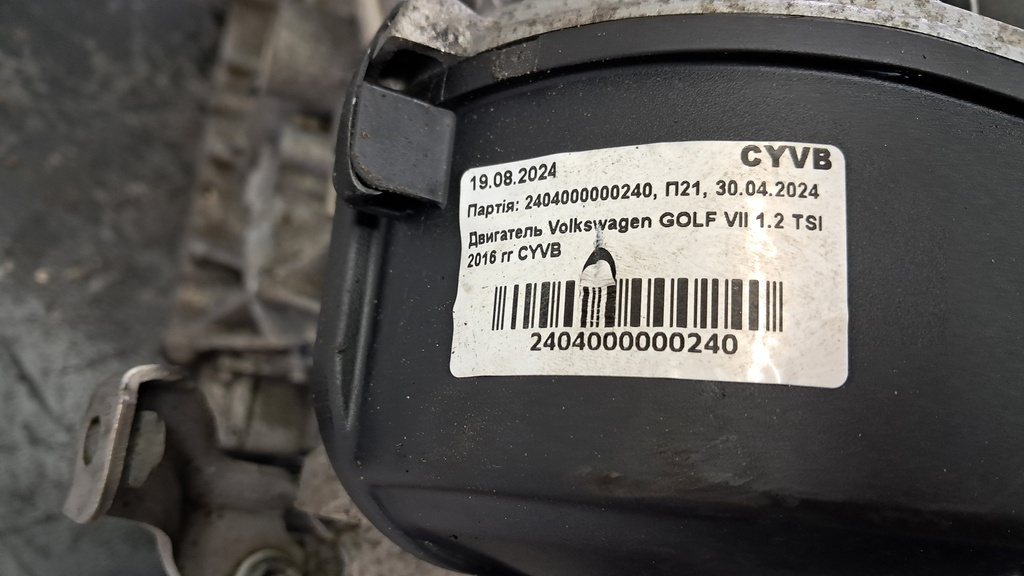 CYVB
19.08.2024
Партія: 2404000000240, П21, 30.04.2024
Двигатель Volkswagen GOLF VII 1.2 TSI
2016 гг CYVB
2404000000240